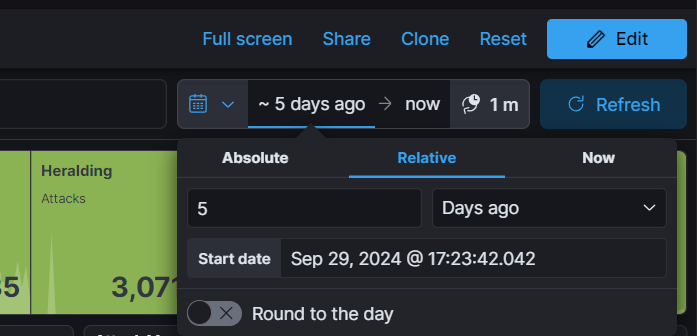 Full screen Share Clone Reset Edit
~ 5 days ago → now 1 m Refresh
Absolute Relative Now
Heralding
Attacks
5 Days ago
Start date Sep 29, 2024 @ 17:23:42.042
3,071
Round to the day